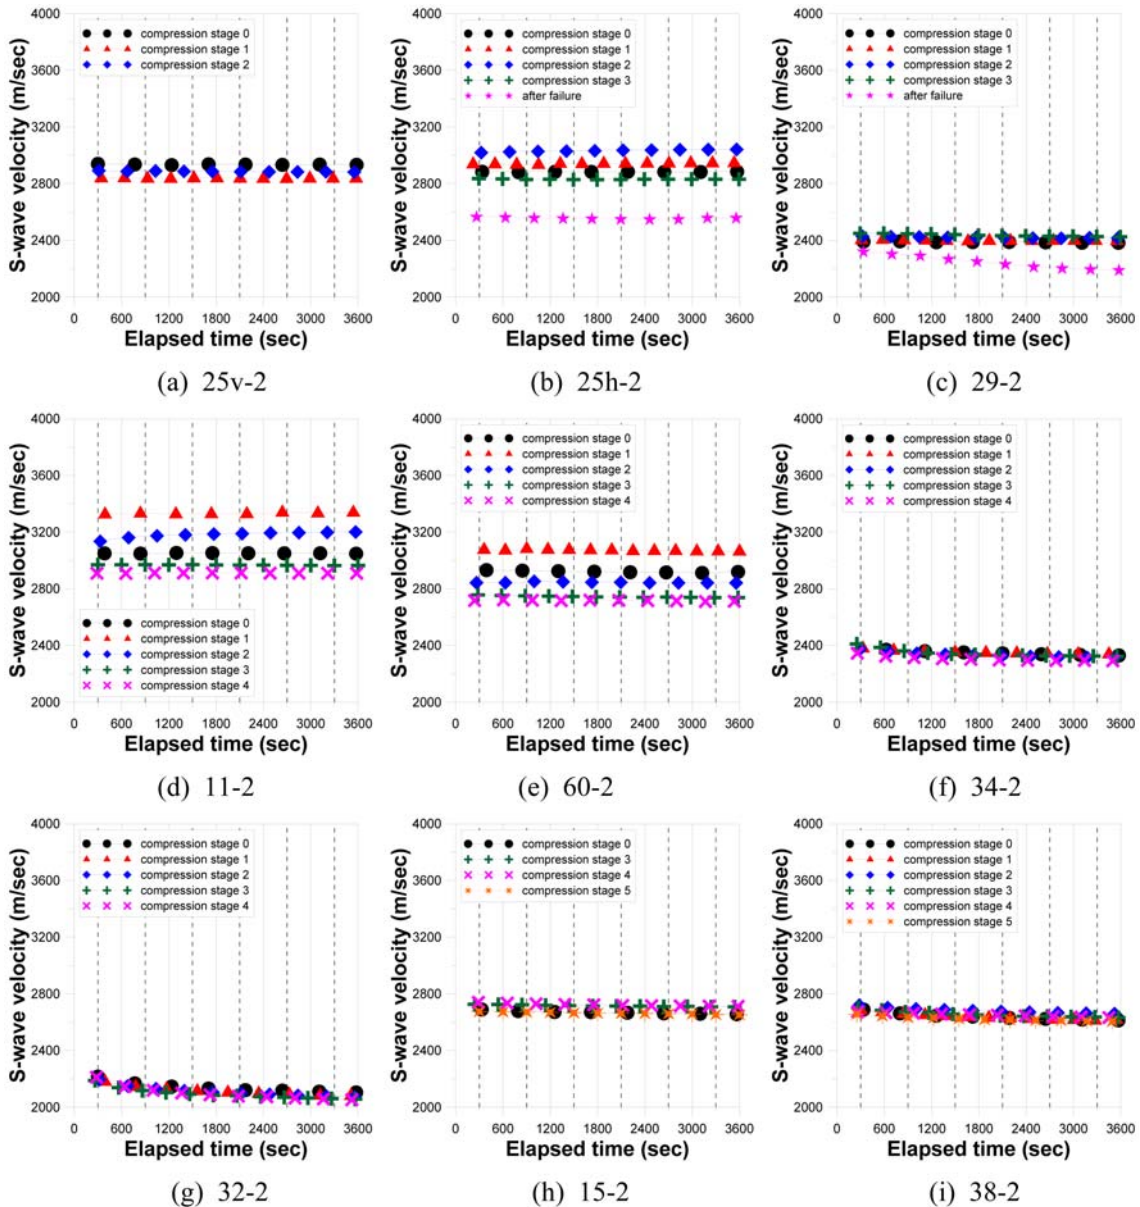 S-wave velocity (m/sec)
4000
3600
3200
2800
2400
2000
compression stage 0
compression stage 1
compression stage 2
0 600 1200 1800 2400 3000 3600
Elapsed time (sec)
(a) 25v-2
S-wave velocity (m/sec)
4000
3600
3200
2800
2400
2000
compression stage 0
compression stage 1
compression stage 2
compression stage 3
after failure
0 600 1200 1800 2400 3000 3600
Elapsed time (sec)
(b) 25h-2
S-wave velocity (m/sec)
4000
3600
3200
2800
2400
2000
compression stage 0
compression stage 1
compression stage 2
compression stage 3
after failure
0 600 1200 1800 2400 3000 3600
Elapsed time (sec)
(c) 29-2
S-wave velocity (m/sec)
4000
3600
3200
2800
2400
2000
compression stage 0
compression stage 1
compression stage 2
compression stage 3
compression stage 4
0 600 1200 1800 2400 3000 3600
Elapsed time (sec)
(d) 11-2
S-wave velocity (m/sec)
4000
3600
3200
2800
2400
2000
compression stage 0
compression stage 1
compression stage 2
compression stage 3
compression stage 4
0 600 1200 1800 2400 3000 3600
Elapsed time (sec)
(e) 60-2
S-wave velocity (m/sec)
4000
3600
3200
2800
2400
2000
compression stage 0
compression stage 1
compression stage 2
compression stage 3
compression stage 4
0 600 1200 1800 2400 3000 3600
Elapsed time (sec)
(f) 34-2
S-wave velocity (m/sec)
4000
3600
3200
2800
2400
2000
compression stage 0
compression stage 1
compression stage 2
compression stage 3
compression stage 4
0 600 1200 1800 2400 3000 3600
Elapsed time (sec)
(g) 32-2
S-wave velocity (m/sec)
4000
3600
3200
2800
2400
2000
compression stage 0
compression stage 3
compression stage 4
compression stage 5
0 600 1200 1800 2400 3000 3600
Elapsed time (sec)
(h) 15-2
S-wave velocity (m/sec)
4000
3600
3200
2800
2400
2000
compression stage 0
compression stage 1
compression stage 2
compression stage 3
compression stage 4
compression stage 5
0 600 1200 1800 2400 3000 3600
Elapsed time (sec)
(i) 38-2